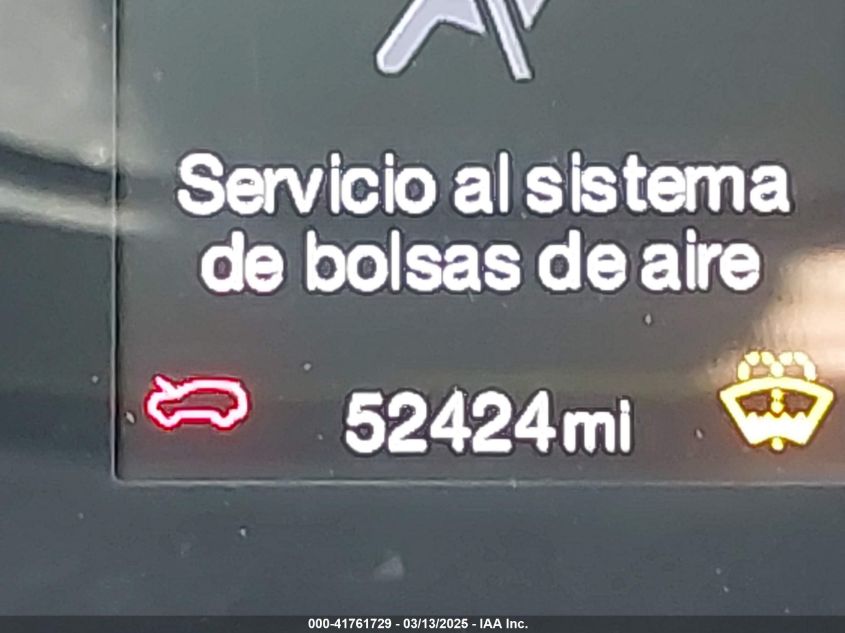 Servicio al sistema
de bolsas de aire
52424mi
000-41761729 - 03/13/2025 - IAA Inc.